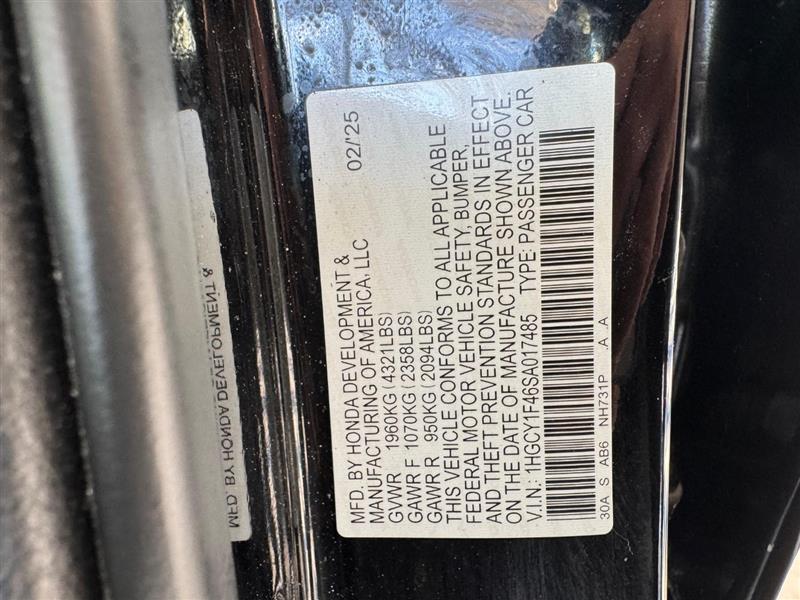 MFD. BY HONDA DEVELOPMENT &
MANUFACTURING OF AMERICA, LLC 02/'25
GVWR 1960KG(4321LBS)
GAWR F 1070KG(2358LBS)
GAWR R 950KG(2094LBS)
THIS VEHICLE CONFORMS TO ALL APPLICABLE
FEDERAL MOTOR VEHICLE SAFETY, BUMPER,
AND THEFT PREVENTION STANDARDS IN EFFECT
ON THE DATE OF MANUFACTURE SHOWN ABOVE.
V.I.N.: 1HGCY1F46SA017485 TYPE: PASSENGER CAR
30A S AB6 NH731P .A .A
MFD. BY HONDA DEVELOPMENT &